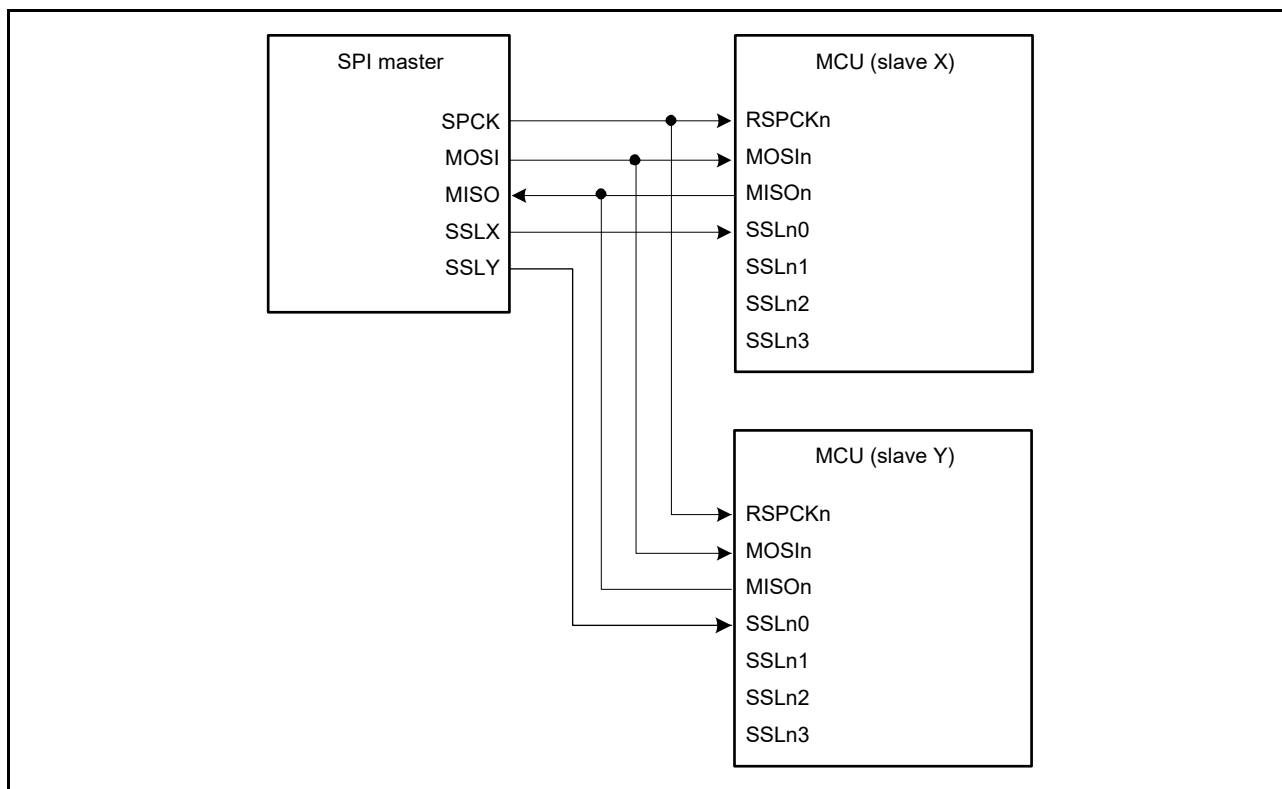 SPI master
SPCK
MOSI
MISO
SSLX
SSLY
MCU (slave X)
RSPCKn
MOSIn
MISOn
SSLn0
SSLn1
SSLn2
SSLn3
MCU (slave Y)
RSPCKn
MOSIn
MISOn
SSLn0
SSLn1
SSLn2
SSLn3